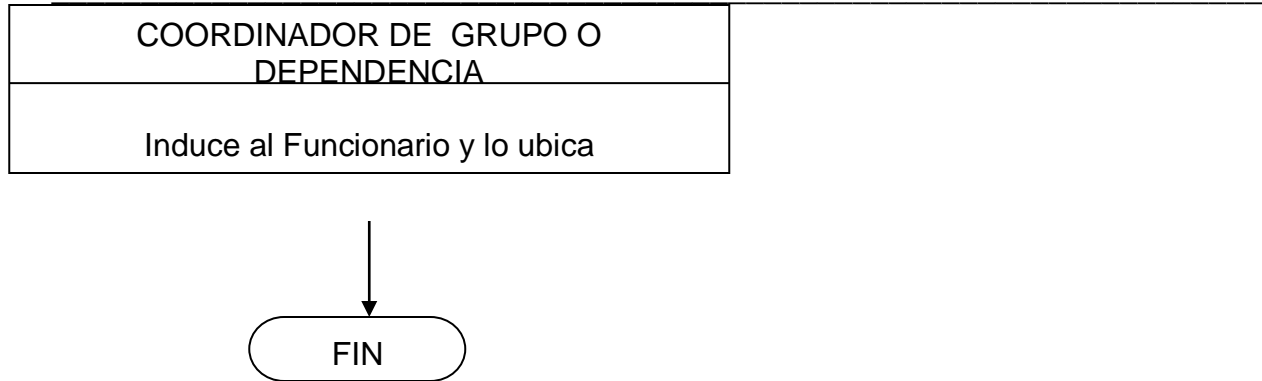 COORDINADOR DE GRUPO O
DEPENDENCIA
Induce al Funcionario y lo ubica
FIN